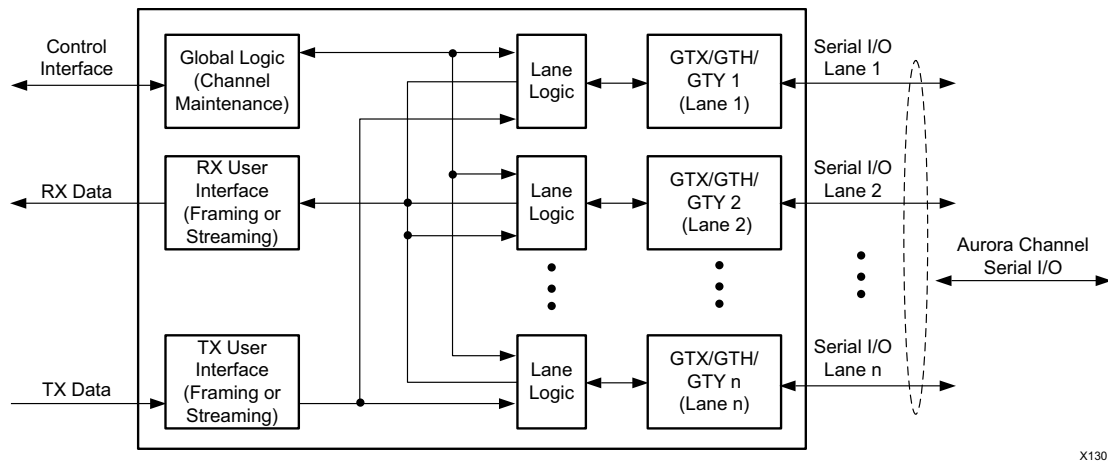 Control
Interface
Global Logic
(Channel
Maintenance)
Lane
Logic
GTX/GTH/
GTY 1
(Lane 1)
Serial I/O
Lane 1
RX Data
RX User
Interface
(Framing or
Streaming)
Lane
Logic
GTX/GTH/
GTY 2
(Lane 2)
Serial I/O
Lane 2
Aurora Channel
Serial I/O
TX Data
TX User
Interface
(Framing or
Streaming)
Lane
Logic
GTX/GTH/
GTY n
(Lane n)
Serial I/O
Lane n
X130